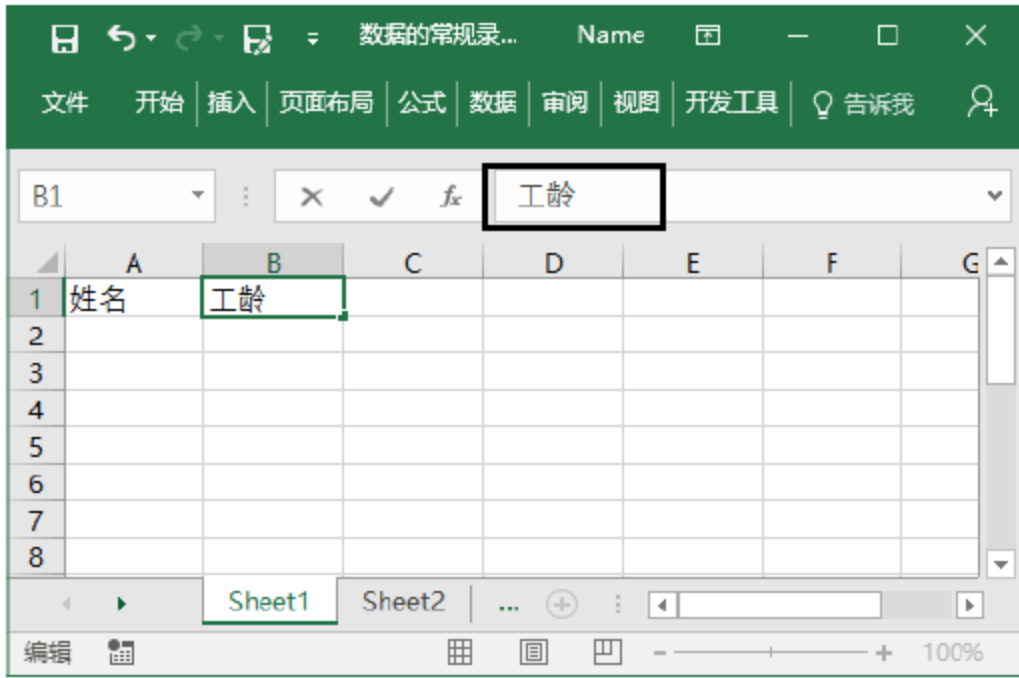 数据的常规录... Name
文件 开始 插入 页面布局 公式 数据 审阅 视图 开发工具 告诉我
B1 fx 工龄
A B C D E F G
1 姓名 工龄
2
3
4
5
6
7
8
Sheet1 Sheet2 ...
编辑 100%